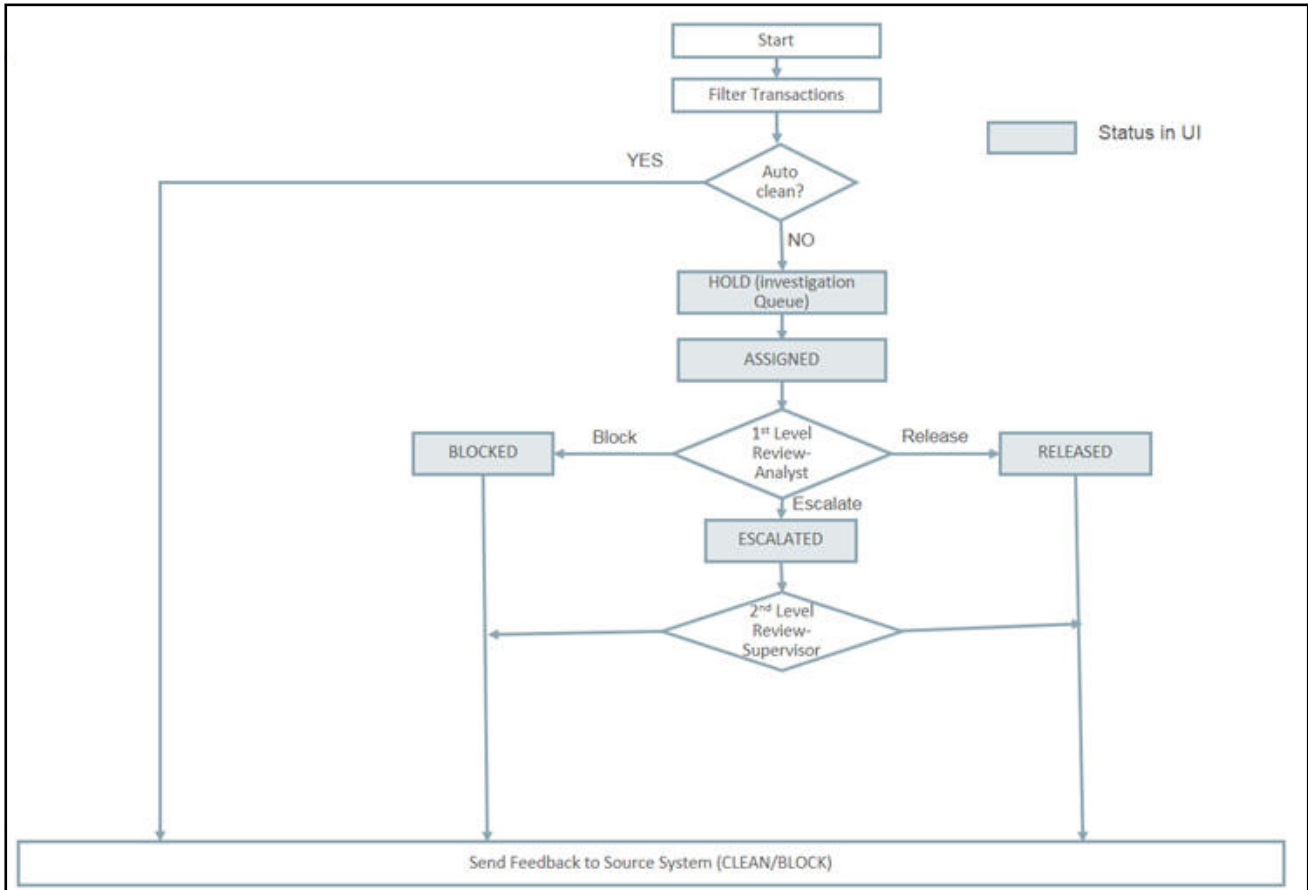 Start
Filter Transactions
Status in UI
YES
Auto
clean?
NO
HOLD (Investigation
Queue)
ASSIGNED
BLOCKED
Block
1st Level
Review-
Analyst
Release
RELEASED
Escalate
ESCALATED
2nd Level
Review-
Supervisor
Send Feedback to Source System (CLEAN/BLOCK)